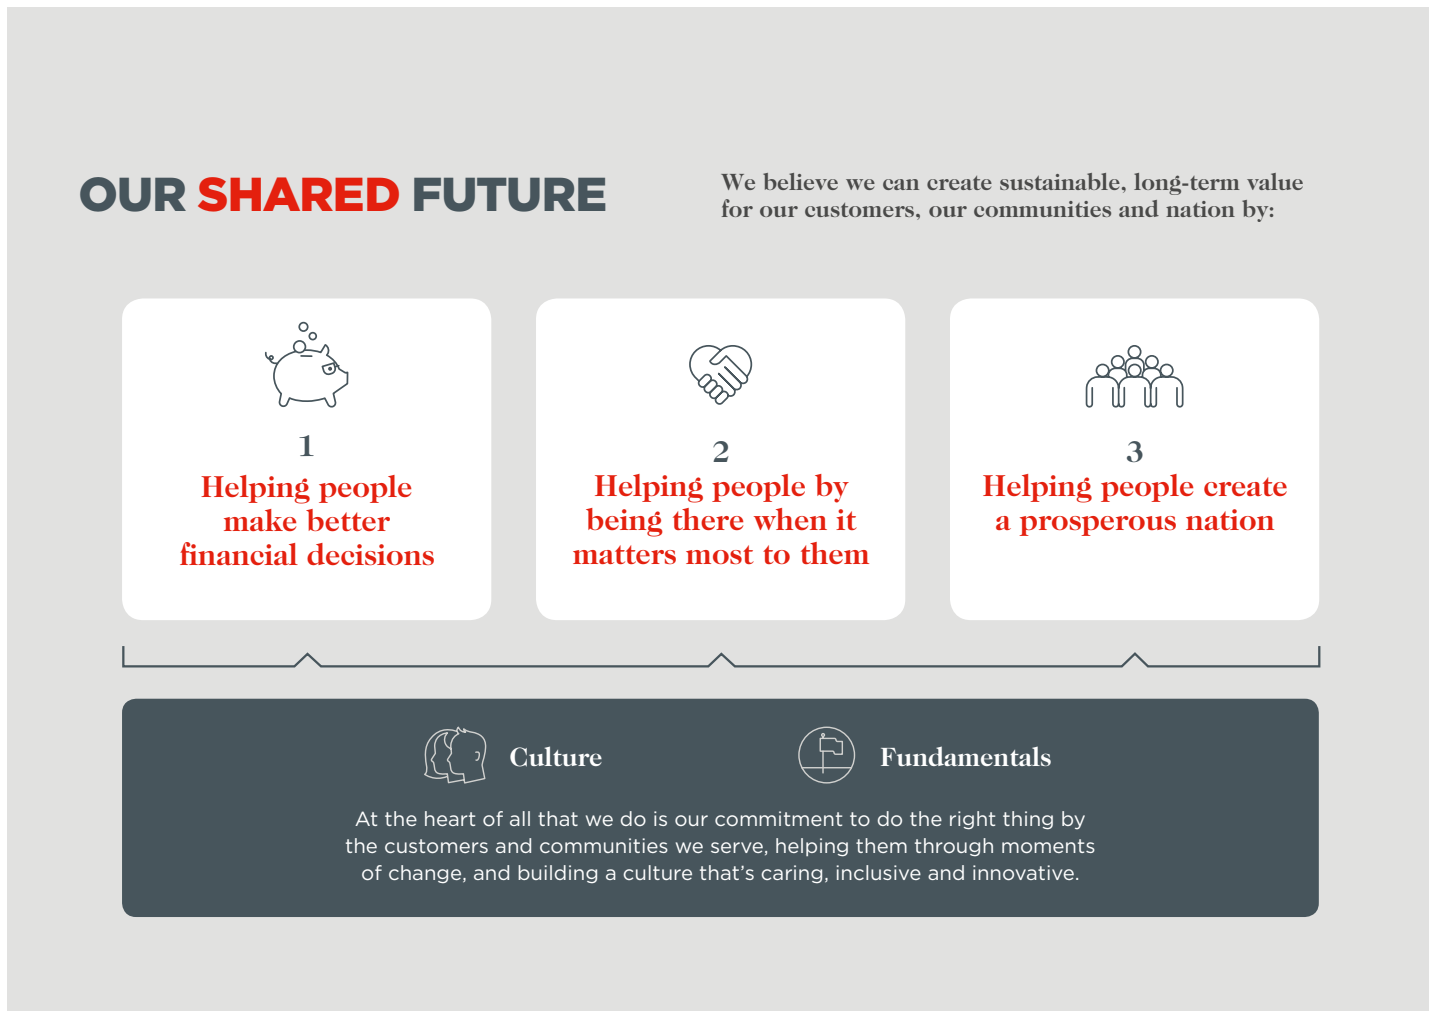 OUR SHARED FUTURE
We believe we can create sustainable, long-term value
for our customers, our communities and nation by:
1
Helping people
make better
financial decisions
2
Helping people by
being there when it
matters most to them
3
Helping people create
a prosperous nation
Culture
Fundamentals
At the heart of all that we do is our commitment to do the right thing by
the customers and communities we serve, helping them through moments
of change, and building a culture that’s caring, inclusive and innovative.